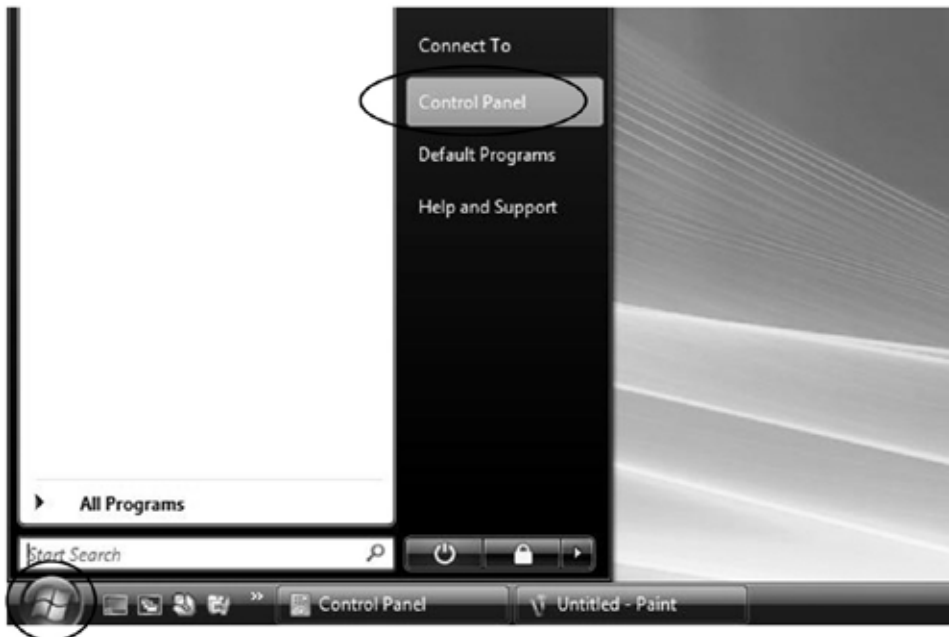 Connect To
Control Panel
Default Programs
Help and Support
All Programs
Start Search
» Control Panel Untitled - Paint